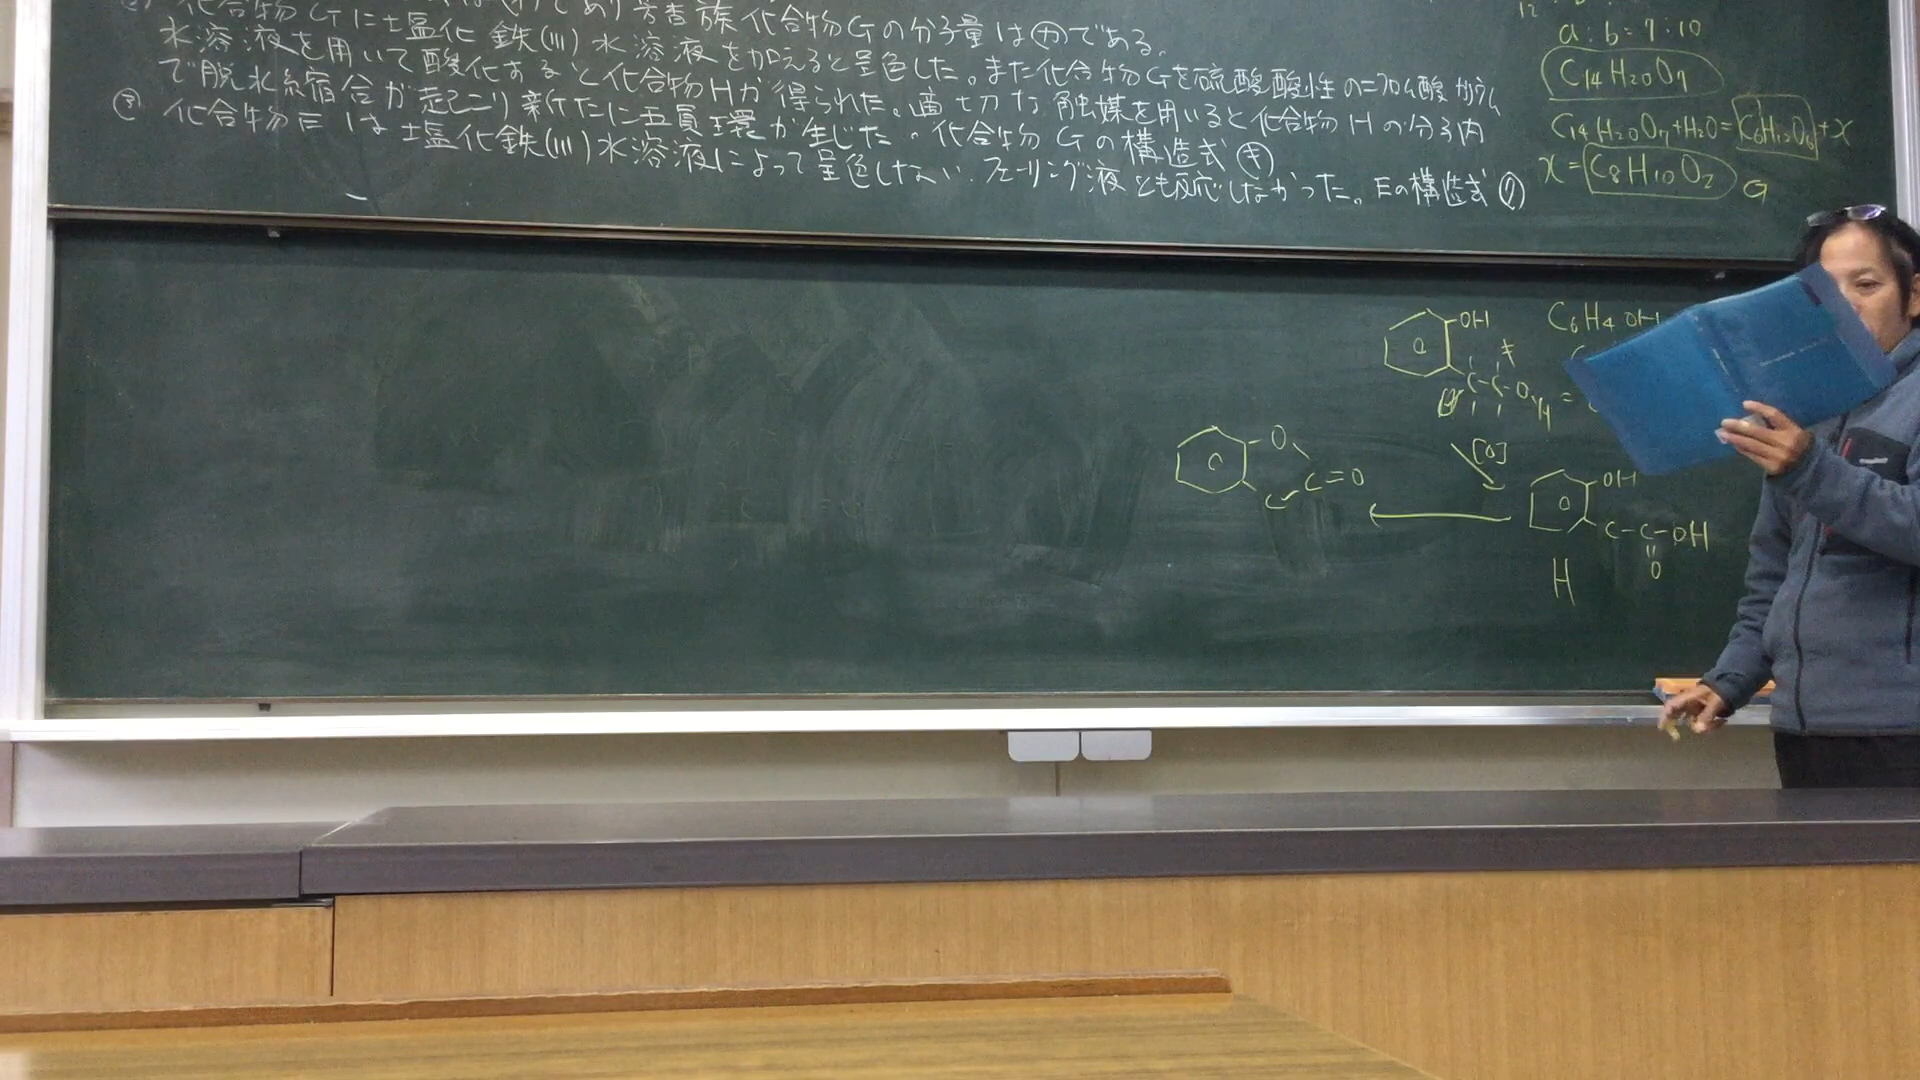 化合物Gの分子量は㋕である。
化合物Gに塩化鉄(III)水溶液を加えると呈色した。また化合物Gを硫酸酸性の二クロム酸カリウム
水溶液を用いて酸化すると化合物Hが得られた。適切な触媒を用いると化合物Hの分子内
で脱水縮合が起こり新たに五員環が生じた。化合物Gの構造式㋖
③ 化合物Eは塩化鉄(III)水溶液によって呈色しない。フェーリング液とも反応しなかった。Eの構造式㋗
a:b=7:10
C14H20O7
C14H20O7+H2O=C6H12O6+x
x=C8H10O2 G
OH
C6H4 OH
C-C-O
[O]
O
C=O
C
OH
C-C-OH
O
H